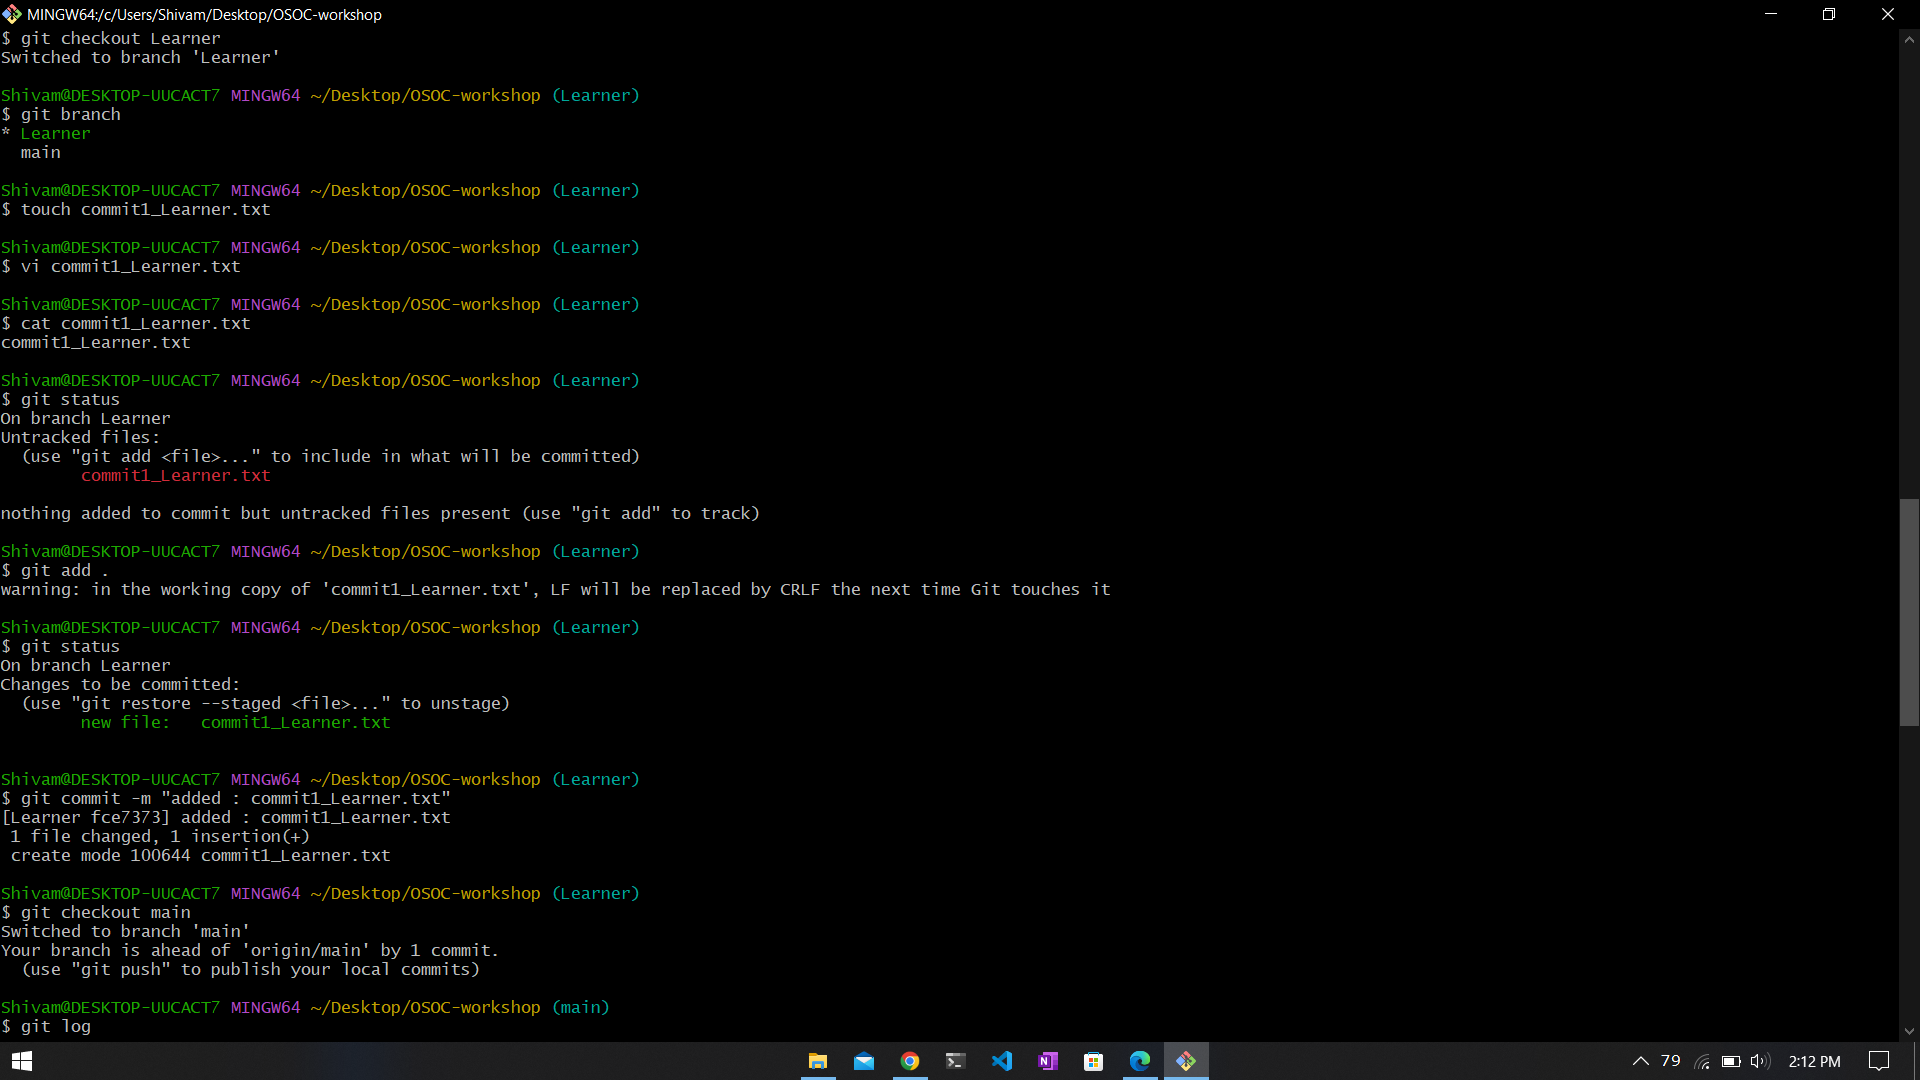 MINGW64:/c/Users/Shivam/Desktop/OSOC-workshop
$ git checkout Learner
Switched to branch 'Learner'
Shivam@DESKTOP-UUCACT7 MINGW64 ~/Desktop/OSOC-workshop (Learner)
$ git branch
* Learner
  main
Shivam@DESKTOP-UUCACT7 MINGW64 ~/Desktop/OSOC-workshop (Learner)
$ touch commit1_Learner.txt
Shivam@DESKTOP-UUCACT7 MINGW64 ~/Desktop/OSOC-workshop (Learner)
$ vi commit1_Learner.txt
Shivam@DESKTOP-UUCACT7 MINGW64 ~/Desktop/OSOC-workshop (Learner)
$ cat commit1_Learner.txt
commit1_Learner.txt
Shivam@DESKTOP-UUCACT7 MINGW64 ~/Desktop/OSOC-workshop (Learner)
$ git status
On branch Learner
Untracked files:
  (use "git add <file>..." to include in what will be committed)
        commit1_Learner.txt
nothing added to commit but untracked files present (use "git add" to track)
Shivam@DESKTOP-UUCACT7 MINGW64 ~/Desktop/OSOC-workshop (Learner)
$ git add .
warning: in the working copy of 'commit1_Learner.txt', LF will be replaced by CRLF the next time Git touches it
Shivam@DESKTOP-UUCACT7 MINGW64 ~/Desktop/OSOC-workshop (Learner)
$ git status
On branch Learner
Changes to be committed:
  (use "git restore --staged <file>..." to unstage)
        new file:   commit1_Learner.txt
Shivam@DESKTOP-UUCACT7 MINGW64 ~/Desktop/OSOC-workshop (Learner)
$ git commit -m "added : commit1_Learner.txt"
[Learner fce7373] added : commit1_Learner.txt
 1 file changed, 1 insertion(+)
 create mode 100644 commit1_Learner.txt
Shivam@DESKTOP-UUCACT7 MINGW64 ~/Desktop/OSOC-workshop (Learner)
$ git checkout main
Switched to branch 'main'
Your branch is ahead of 'origin/main' by 1 commit.
  (use "git push" to publish your local commits)
Shivam@DESKTOP-UUCACT7 MINGW64 ~/Desktop/OSOC-workshop (main)
$ git log
79 2:12 PM